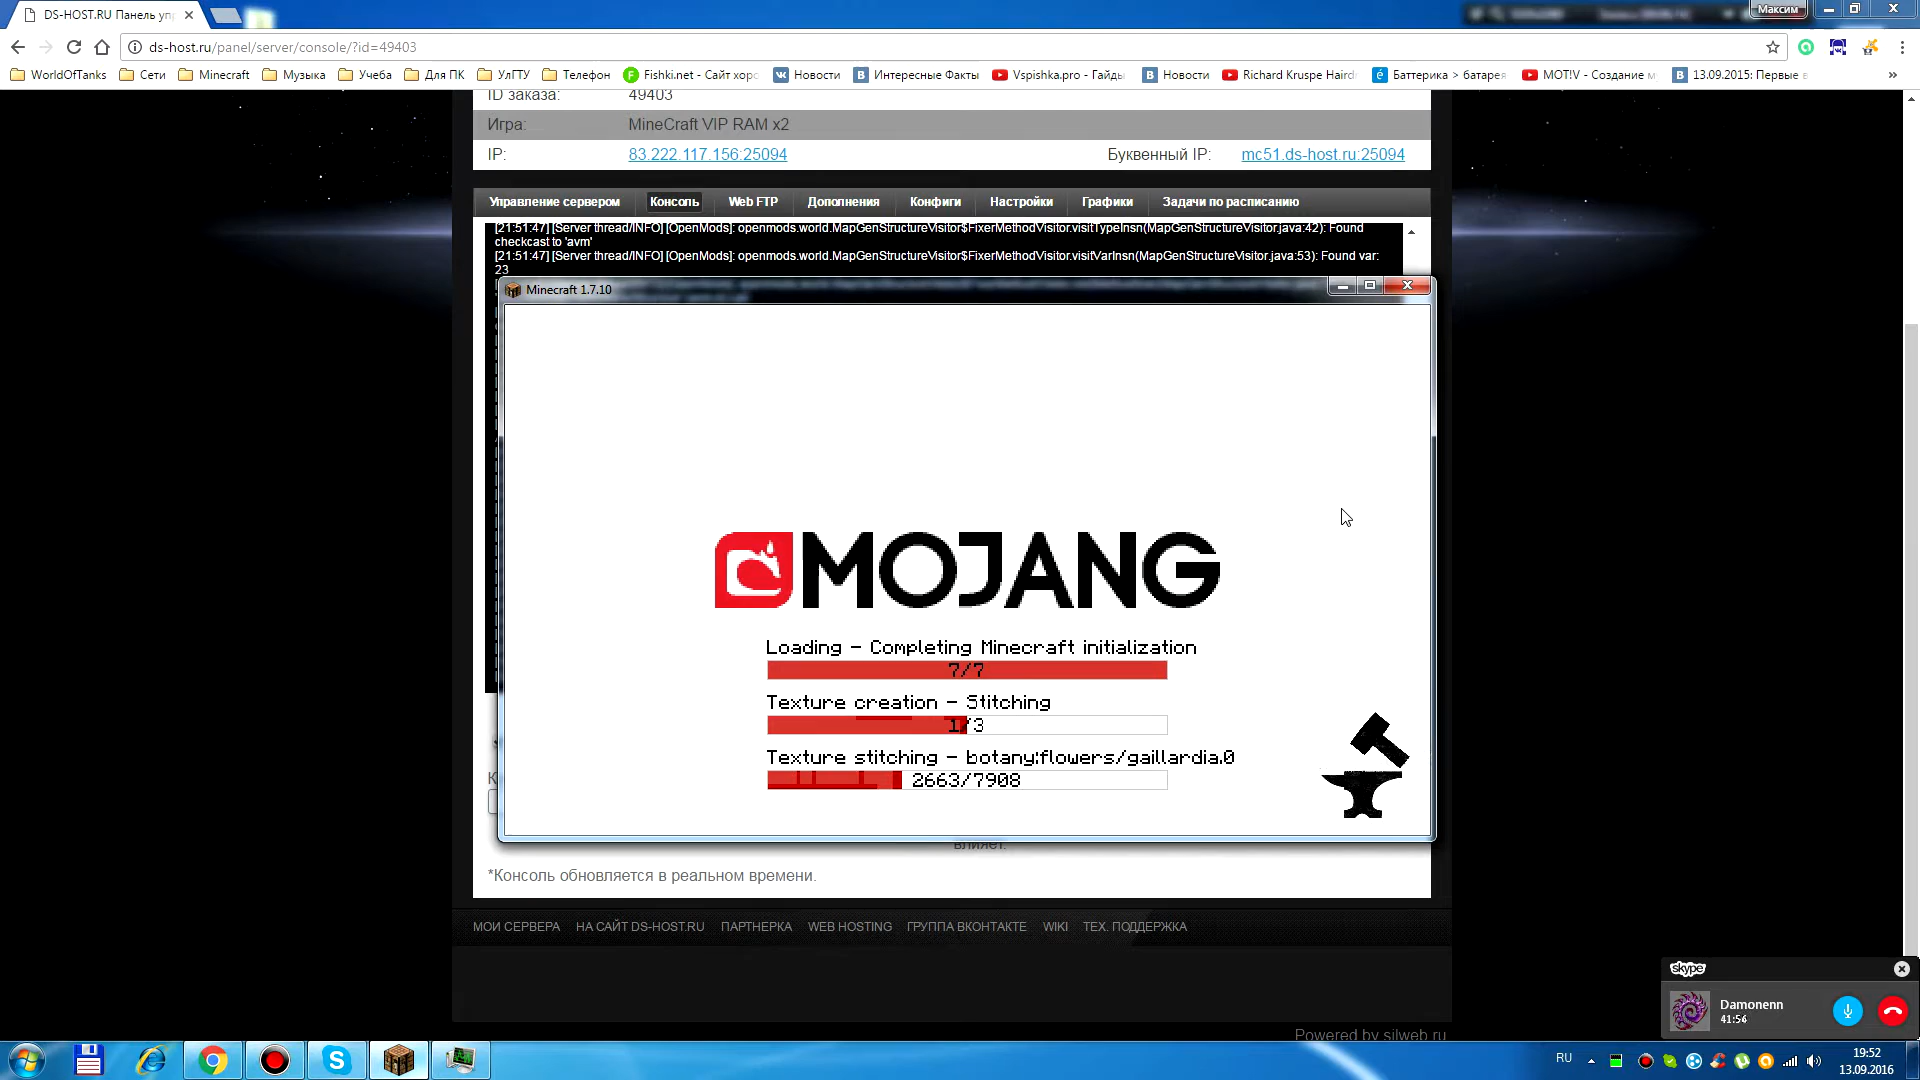 DS-HOST.RU Панель упр
Максим
ds-host.ru/panel/server/console/?id=49403
WorldOfTanks
Сети
Minecraft
Музыка
Учеба
Для ПК
УлГТУ
Телефон
Fishki.net - Сайт хоро
Новости
Интересные Факты
Vspishka.pro - Гайды
Новости
Richard Kruspe Haird
Баттерика > батарея
MOT!V - Создание м
13.09.2015: Первые в
»
ID заказа: 49403
Игра: MineCraft VIP RAM x2
IP: 83.222.117.156:25094 Буквенный IP: mc51.ds-host.ru:25094
Управление сервером Консоль Web FTP Дополнения Конфиги Настройки Графики Задачи по расписанию
[21:51:47] [Server thread/INFO] [OpenMods]: openmods.world.MapGenStructureVisitor$FixerMethodVisitor.visitTypeInsn(MapGenStructureVisitor.java:42): Found
checkcast to 'avm'
[21:51:47] [Server thread/INFO] [OpenMods]: openmods.world.MapGenStructureVisitor$FixerMethodVisitor.visitVarInsn(MapGenStructureVisitor.java:53): Found var:
23
Minecraft 1.7.10
MOJANG
Loading - Completing Minecraft initialization
7/7
Texture creation - Stitching
1/3
Texture stitching - botany:flowers/gaillardia.0
2663/7908
К
влияет.
*Консоль обновляется в реальном времени.
МОИ СЕРВЕРА НА САЙТ DS-HOST.RU ПАРТНЕРКА WEB HOSTING ГРУППА ВКОНТАКТЕ WIKI ТЕХ. ПОДДЕРЖКА
Powered by silweb.ru
skype
Damonenn
41:54
RU
19:52
13.09.2016